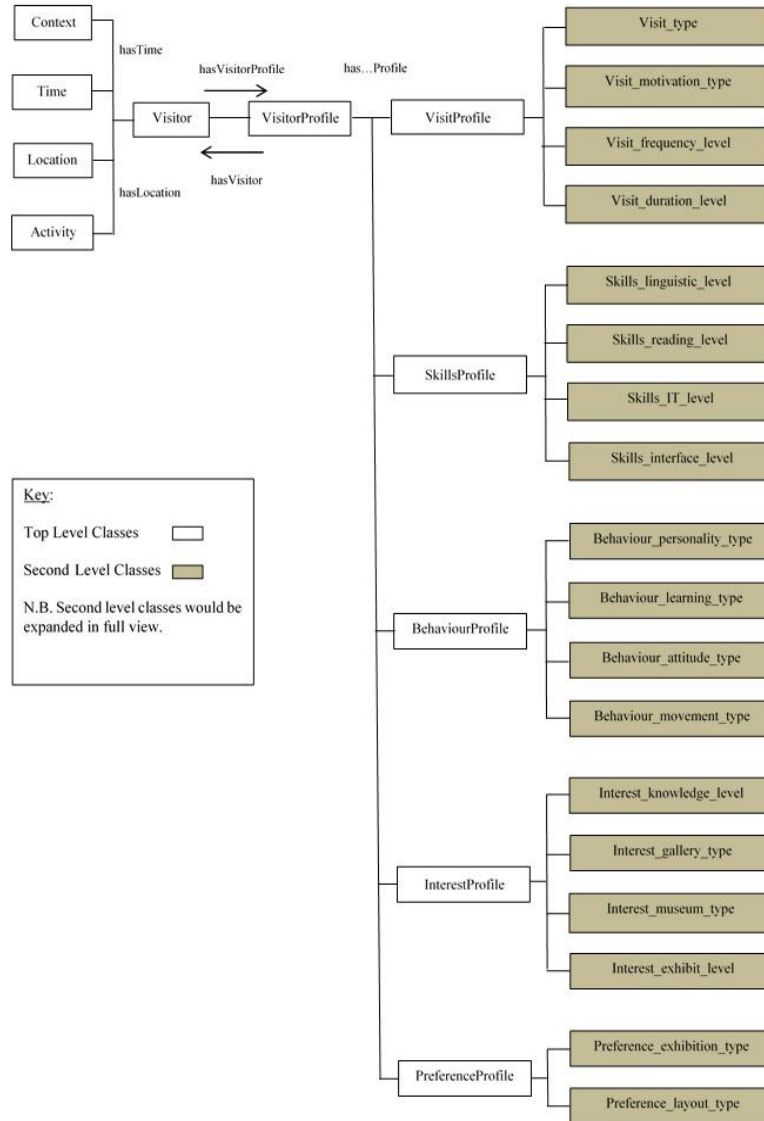 Context
hasTime
Time
Location
hasLocation
Activity
Visitor
hasVisitorProfile
VisitorProfile
hasVisitor
has...Profile
VisitProfile
Visit_type
Visit_motivation_type
Visit_frequency_level
Visit_duration_level
SkillsProfile
Skills_linguistic_level
Skills_reading_level
Skills_IT_level
Skills_interface_level
Key:
Top Level Classes
Second Level Classes
N.B. Second level classes would be
expanded in full view.
BehaviourProfile
Behaviour_personality_type
Behaviour_learning_type
Behaviour_attitude_type
Behaviour_movement_type
InterestProfile
Interest_knowledge_level
Interest_gallery_type
Interest_museum_type
Interest_exhibit_level
PreferenceProfile
Preference_exhibition_type
Preference_layout_type